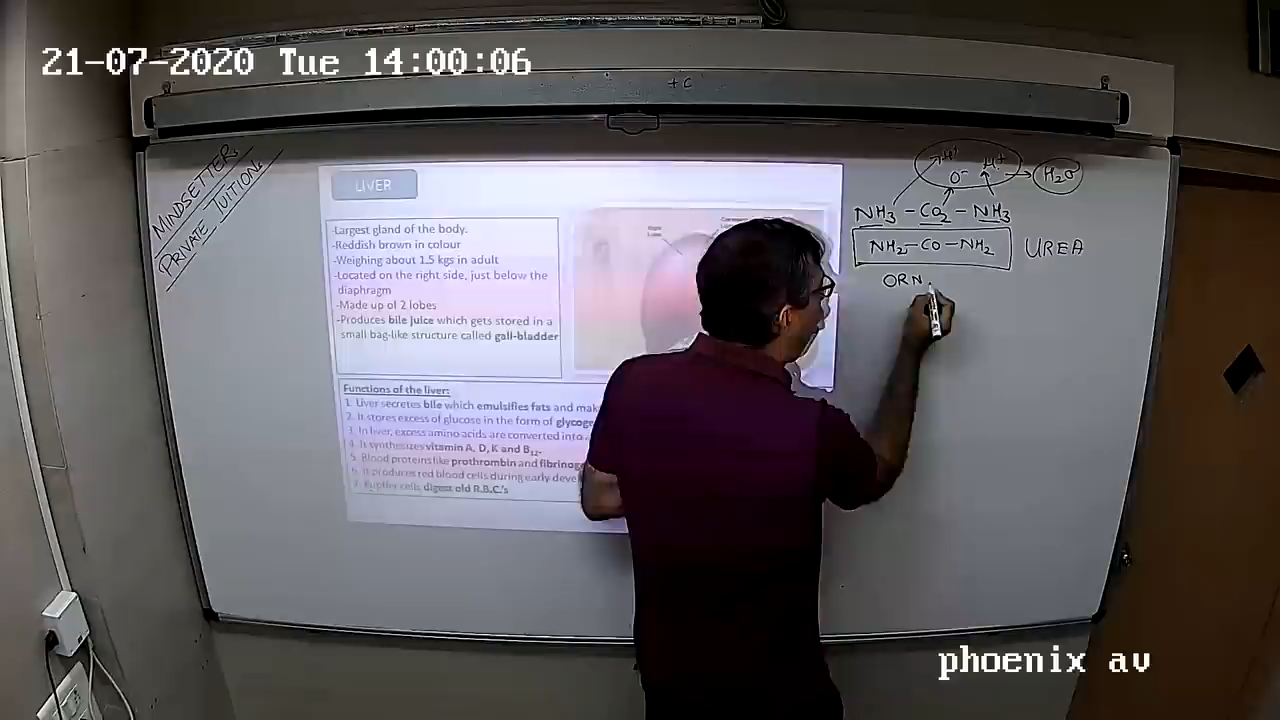 21-07-2020 Tue 14:00:06
+C
MINDSETTERS
PRIVATE TUITIONS
LIVER
-Largest gland of the body.
-Reddish brown in colour
-Weighing about 1.5 kgs in adult
-Located on the right side, just below the
diaphragm
-Made up of 2 lobes
-Produces bile juice which gets stored in a
small bag-like structure called gall-bladder
Right
Lobe
Functions of the liver:
1. Liver secretes bile which emulsifies fats and mak
2. It stores excess of glucose in the form of glycoge
3. In liver, excess amino acids are converted into
4. It synthesizes vitamin A, D, K and B12.
5. Blood proteins like prothrombin and fibrinoge
6. It produces red blood cells during early deve
7. Kupffer cells digest old R.B.C.'s
H+ H+
O- → H2O
NH3 - CO2 - NH3
NH2 - CO - NH2 UREA
ORN
phoenix av